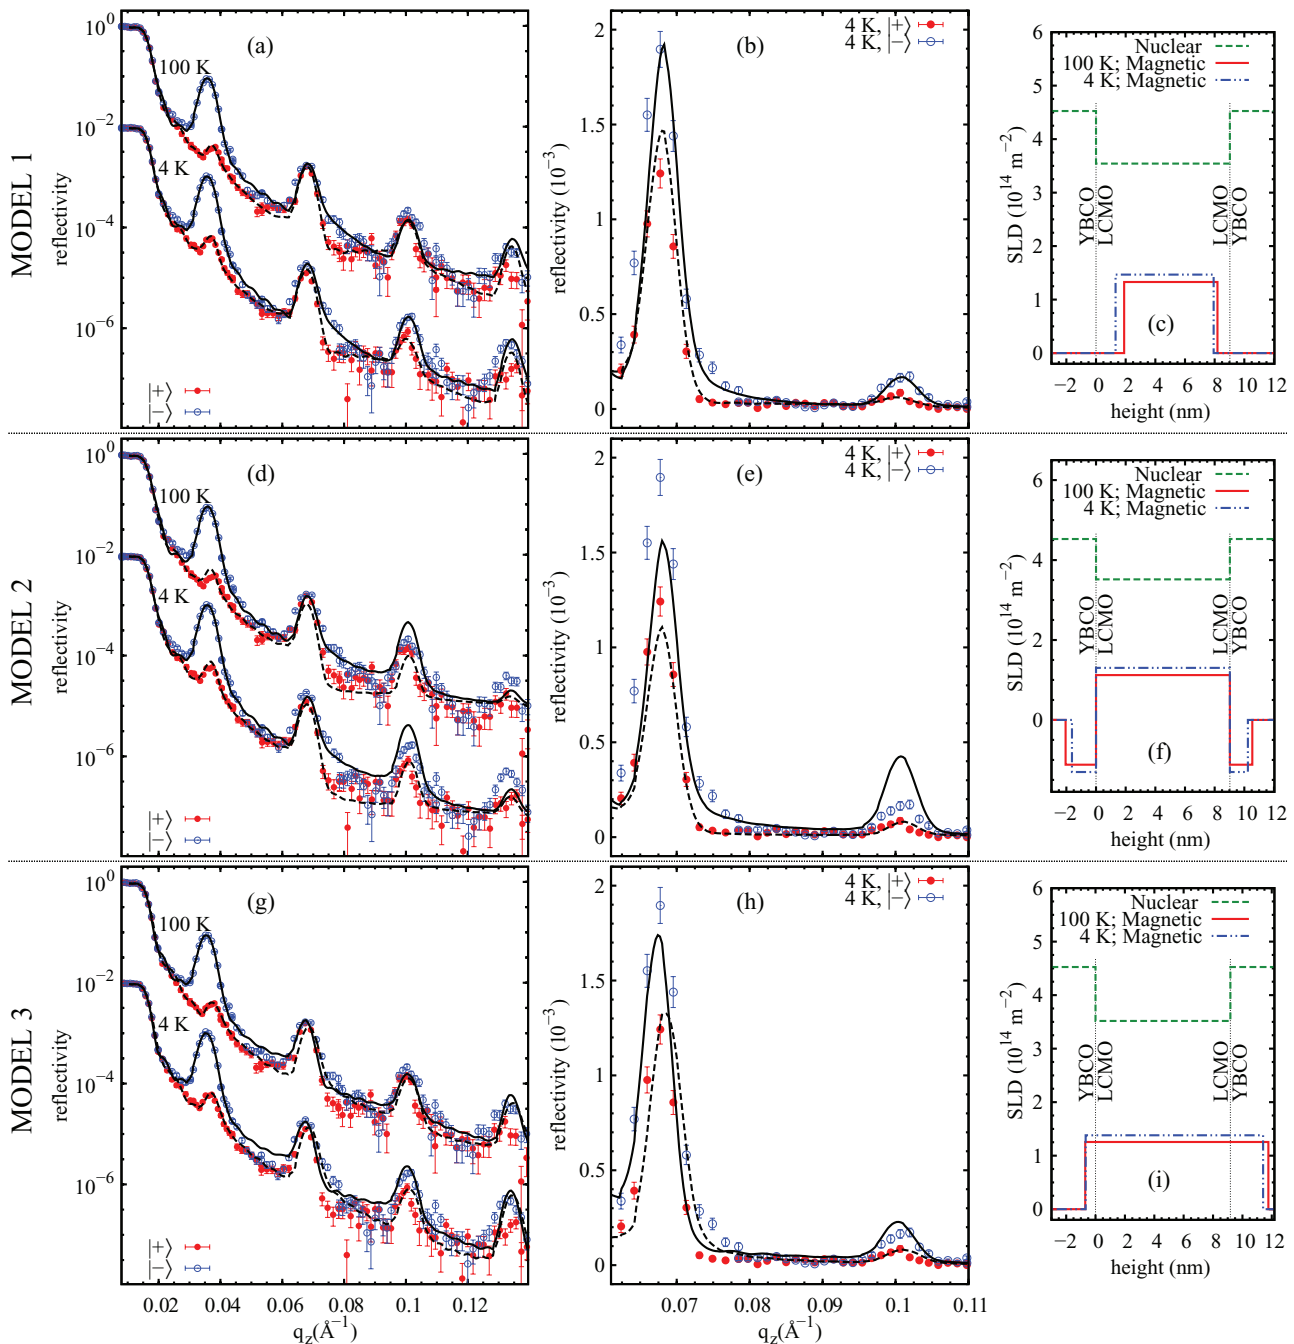 MODEL 1
reflectivity
10^0
10^−2
10^−4
10^−6
(a)
100 K
4 K
|+⟩
|−⟩
reflectivity (10^−3)
2
1.5
1
0.5
0
(b)
4 K, |+⟩
4 K, |−⟩
SLD (10^14 m^−2)
6
4.5
3
1.5
0
Nuclear
100 K; Magnetic
4 K; Magnetic
YBCO
LCMO
LCMO
YBCO
(c)
−2 0 2 4 6 8 10 12
height (nm)
MODEL 2
reflectivity
10^0
10^−2
10^−4
10^−6
(d)
100 K
4 K
|+⟩
|−⟩
reflectivity (10^−3)
2
1.5
1
0.5
0
(e)
4 K, |+⟩
4 K, |−⟩
SLD (10^14 m^−2)
6
4.5
3
1.5
0
Nuclear
100 K; Magnetic
4 K; Magnetic
YBCO
LCMO
LCMO
YBCO
(f)
−2 0 2 4 6 8 10 12
height (nm)
MODEL 3
reflectivity
10^0
10^−2
10^−4
10^−6
(g)
100 K
4 K
|+⟩
|−⟩
0.02 0.04 0.06 0.08 0.1 0.12
q_z(Å^−1)
reflectivity (10^−3)
2
1.5
1
0.5
0
(h)
4 K, |+⟩
4 K, |−⟩
0.07 0.08 0.09 0.1 0.11
q_z(Å^−1)
SLD (10^14 m^−2)
6
4.5
3
1.5
0
Nuclear
100 K; Magnetic
4 K; Magnetic
YBCO
LCMO
LCMO
YBCO
(i)
−2 0 2 4 6 8 10 12
height (nm)